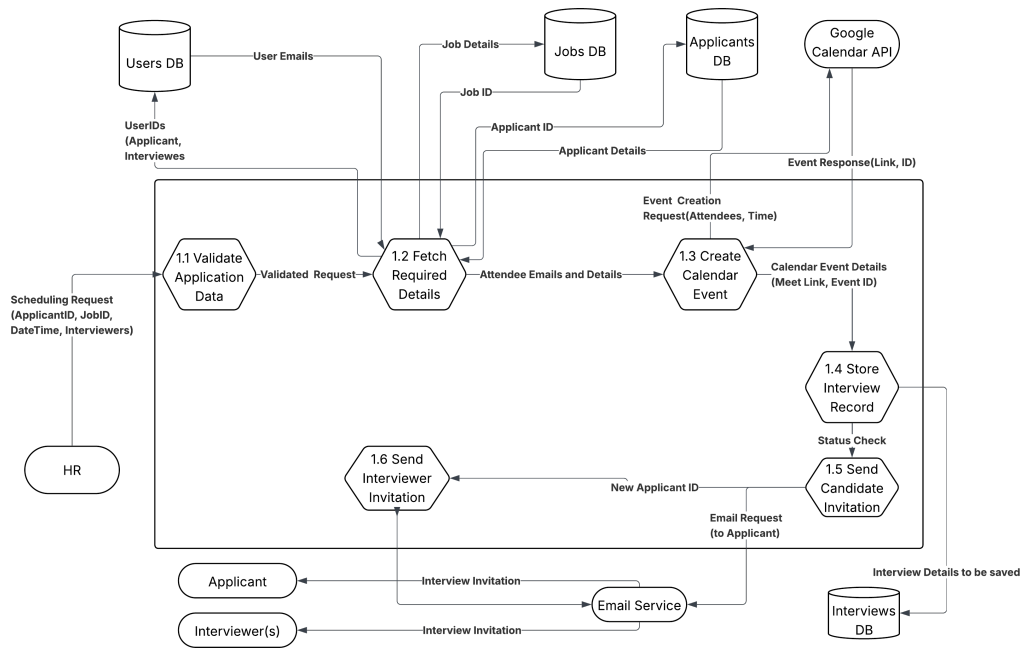 Users DB
User Emails
Job Details
Jobs DB
Applicants
DB
Google
Calendar API
Job ID
UserIDs
(Applicant,
Interviewes
Applicant ID
Applicant Details
Event Response(Link, ID)
Event Creation
Request(Attendees, Time)
1.1 Validate
Application
Data
Validated Request
1.2 Fetch
Required
Details
Attendee Emails and Details
1.3 Create
Calendar
Event
Calendar Event Details
(Meet Link, Event ID)
Scheduling Request
(ApplicantID, JobID,
DateTime, Interviewers)
1.4 Store
Interview
Record
Status Check
HR
1.6 Send
Interviewer
Invitation
New Applicant ID
1.5 Send
Candidate
Invitation
Email Request
(to Applicant)
Interview Details to be saved
Applicant
Interview Invitation
Email Service
Interviewer(s)
Interview Invitation
Interviews
DB